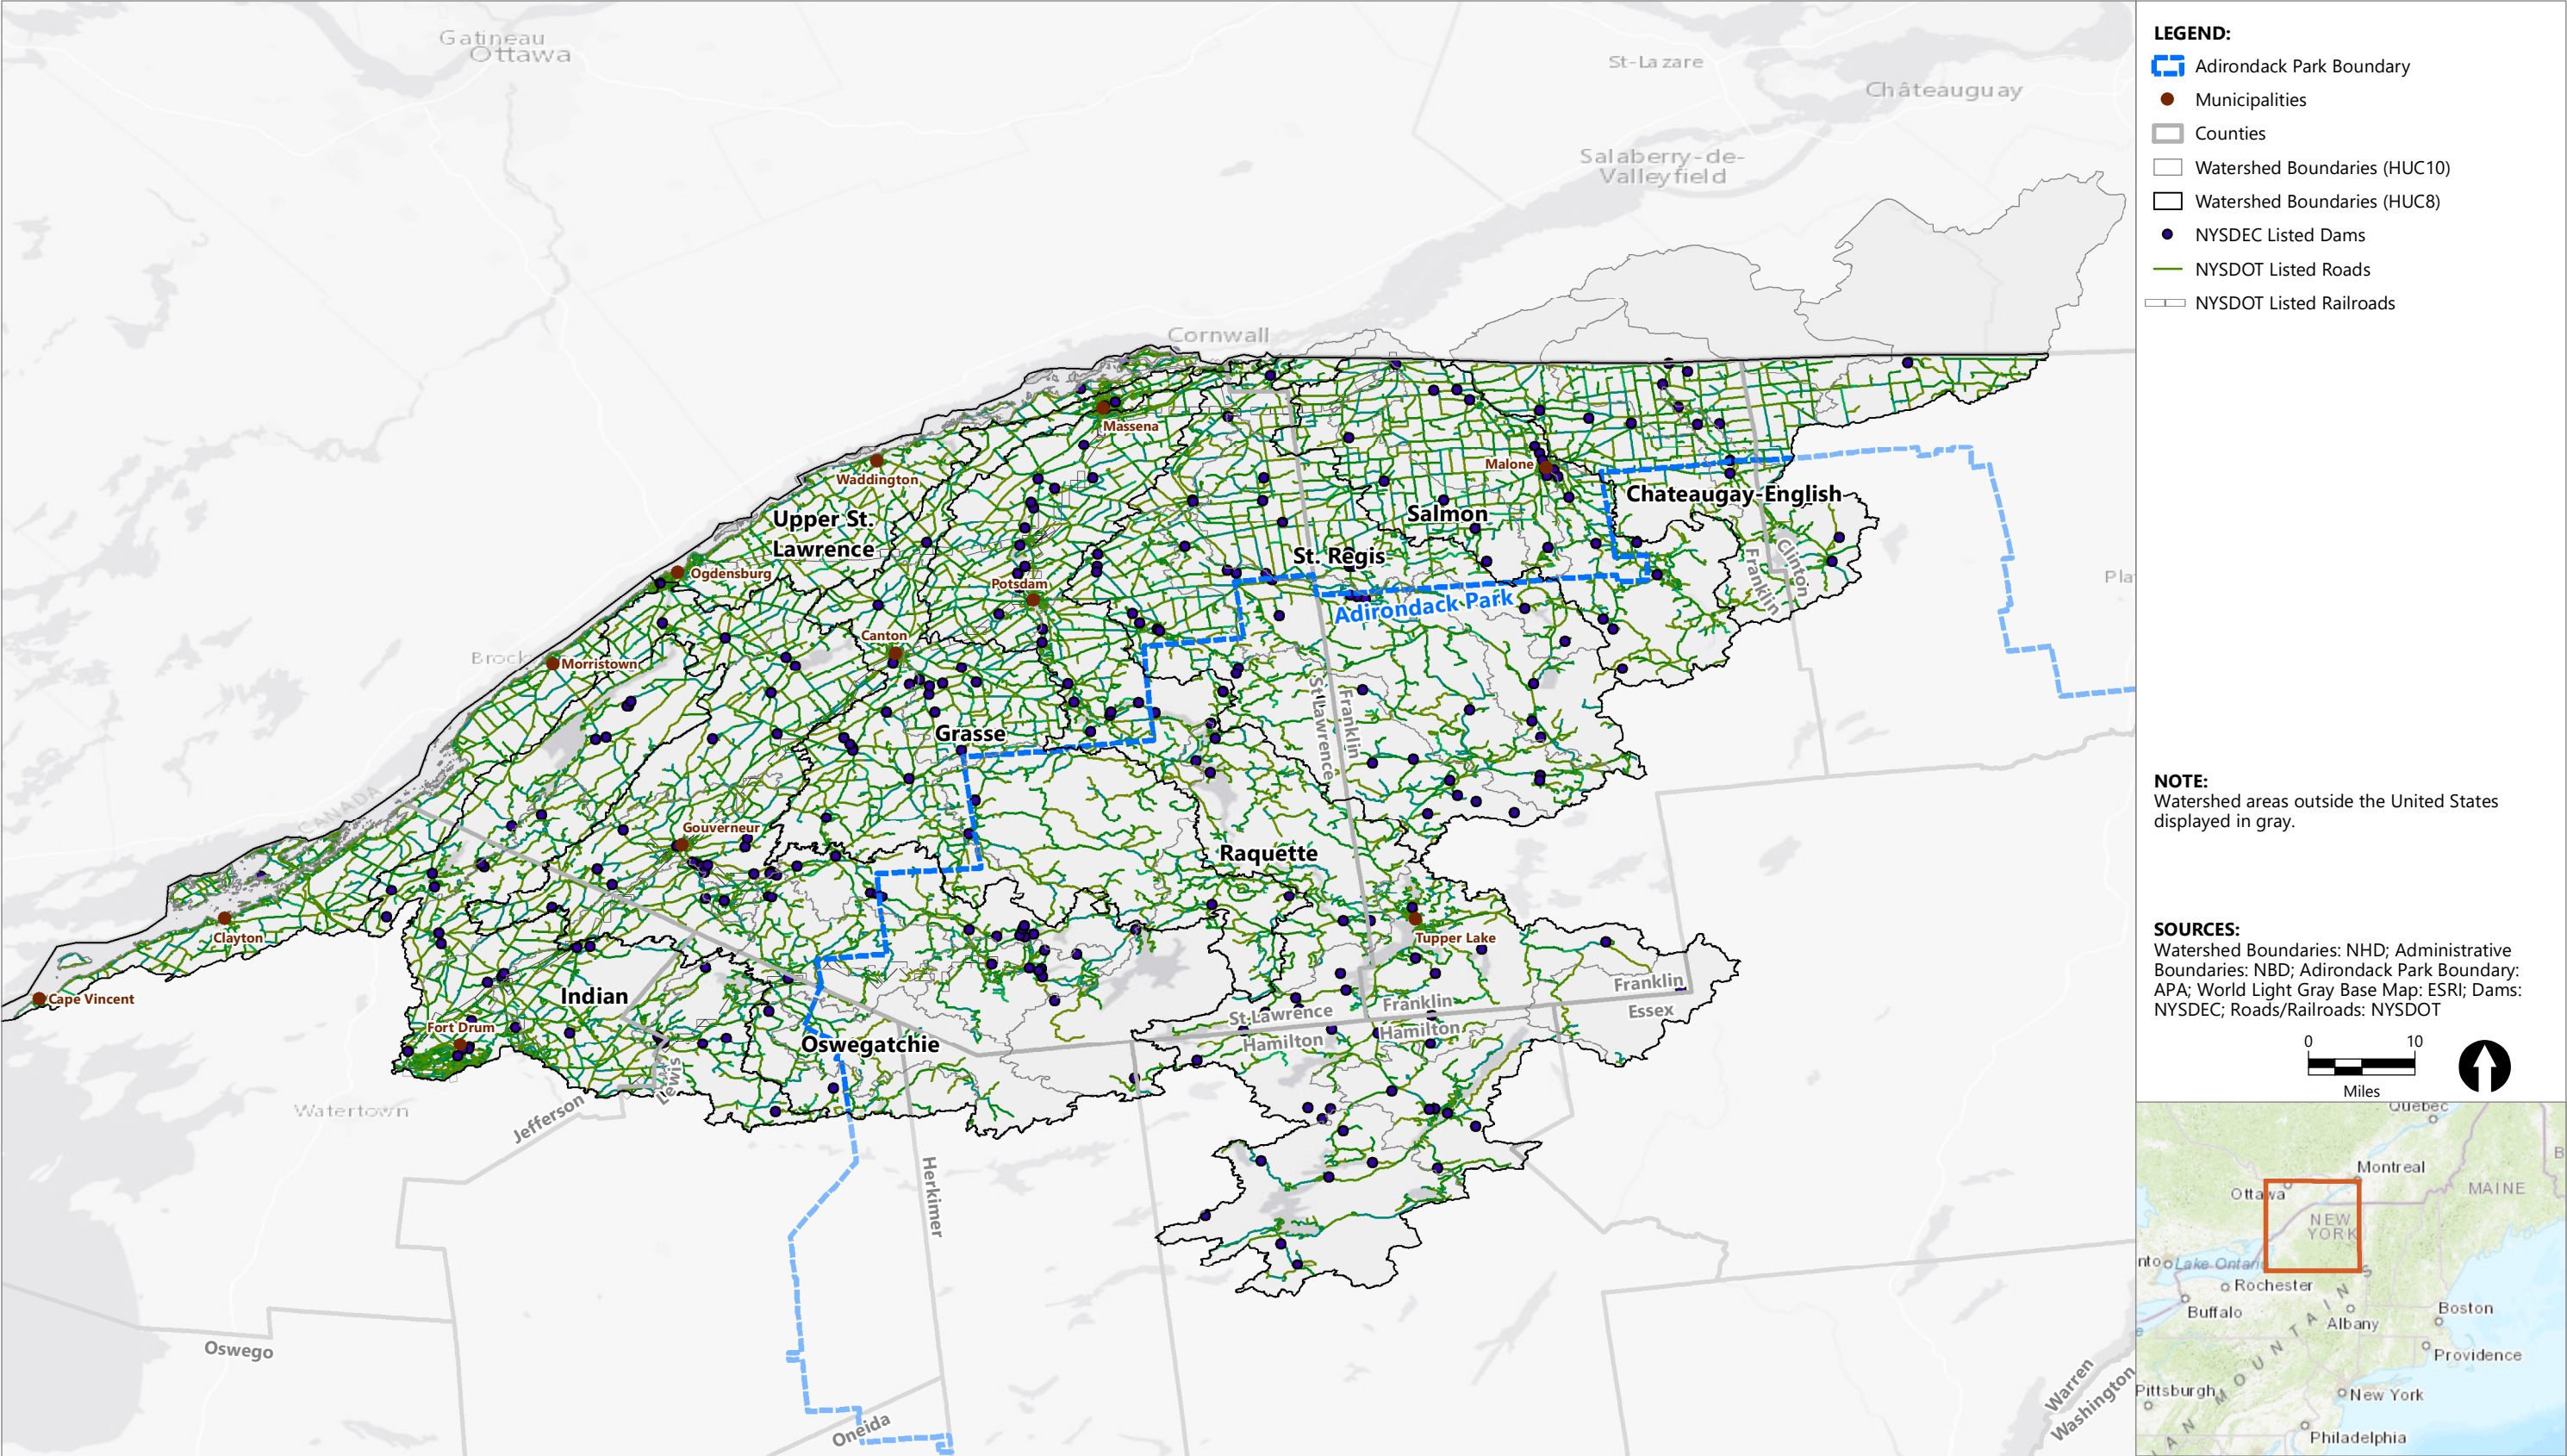 Gatineau
Ottawa
St-Lazare
Châteauguay
Salaberry-de-
Valleyfield
Cornwall
Massena
Waddington
Malone
Chateaugay-English
Upper St.
Lawrence
Salmon
St. Regis
Ogdensburg
Potsdam
Clinton
Franklin
Adirondack Park
Canton
Morristown
St Lawrence
Franklin
Grasse
CANADA
Gouverneur
Raquette
Clayton
Tupper Lake
Cape Vincent
Indian
Franklin
Essex
St Lawrence
Hamilton
Franklin
Hamilton
Fort Drum
Oswegatchie
Lewis
Watertown
Jefferson
Herkimer
Oswego
Oneida
Warren
Washington
LEGEND:
Adirondack Park Boundary
Municipalities
Counties
Watershed Boundaries (HUC10)
Watershed Boundaries (HUC8)
NYSDEC Listed Dams
NYSDOT Listed Roads
NYSDOT Listed Railroads
NOTE:
Watershed areas outside the United States
displayed in gray.
SOURCES:
Watershed Boundaries: NHD; Administrative
Boundaries: NBD; Adirondack Park Boundary:
APA; World Light Gray Base Map: ESRI; Dams:
NYSDEC; Roads/Railroads: NYSDOT
0 10
Miles
Quebec
Montreal
Ottawa
MAINE
NEW
YORK
nto
Lake Ontari
Rochester
Buffalo
Boston
Albany
Providence
Pittsburgh
New York
Philadelphia
AN MOUNTAINS